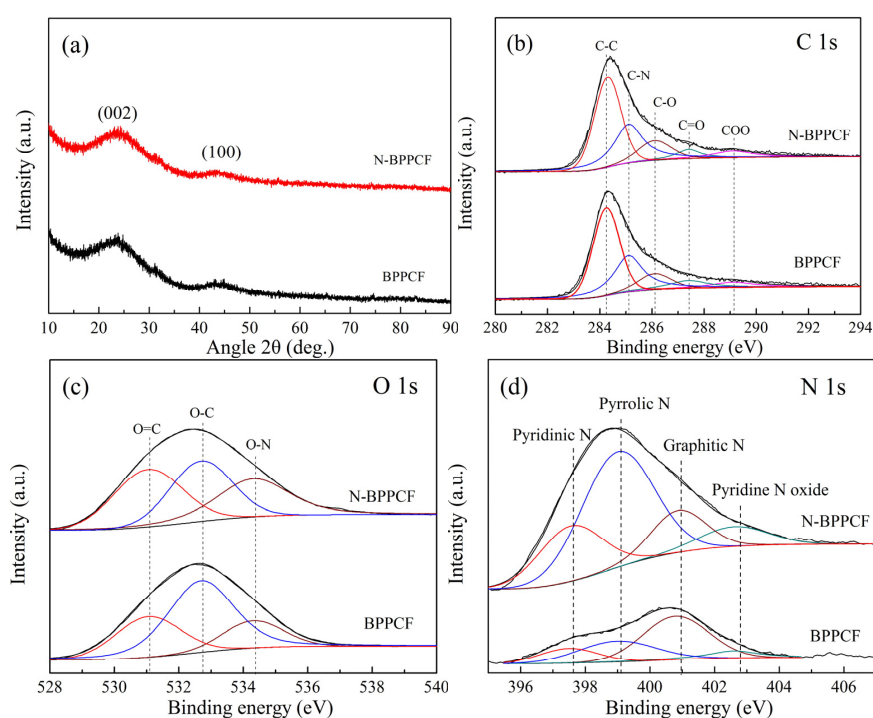 (a)
(002)
(100)
N-BPPCF
BPPCF
Intensity (a.u.)
10 20 30 40 50 60 70 80 90
Angle 2θ (deg.)
(b)
C 1s
C-C
C-N
C-O
C=O
COO
N-BPPCF
BPPCF
Intensity (a.u.)
280 282 284 286 288 290 292 294
Binding energy (eV)
(c)
O 1s
O=C
O-C
O-N
N-BPPCF
BPPCF
Intensity (a.u.)
528 530 532 534 536 538 540
Binding energy (eV)
(d)
N 1s
Pyridinic N
Pyrrolic N
Graphitic N
Pyridine N oxide
N-BPPCF
BPPCF
Intensity (a.u.)
396 398 400 402 404 406
Binding energy (eV)